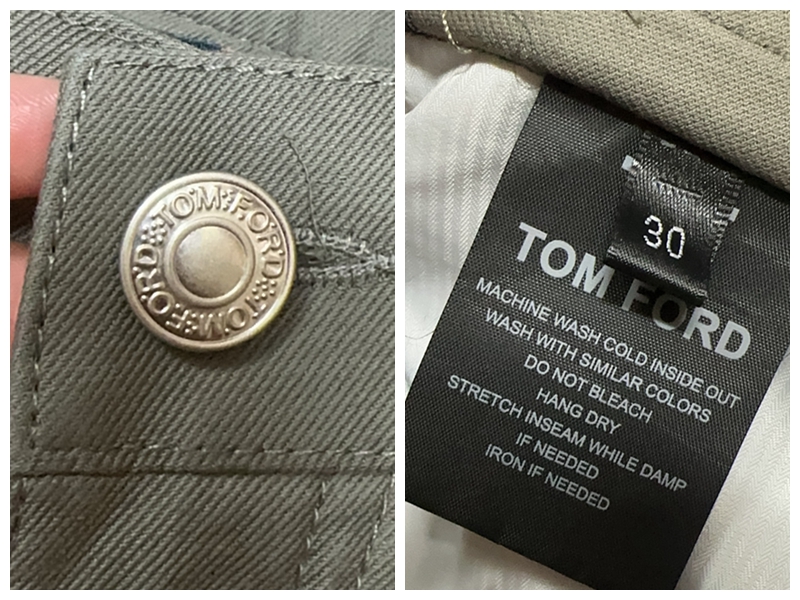 TOM FORD TOM FORD
30
TOM FORD
MACHINE WASH COLD INSIDE OUT
WASH WITH SIMILAR COLORS
DO NOT BLEACH
HANG DRY
STRETCH INSEAM WHILE DAMP
IF NEEDED
IRON IF NEEDED